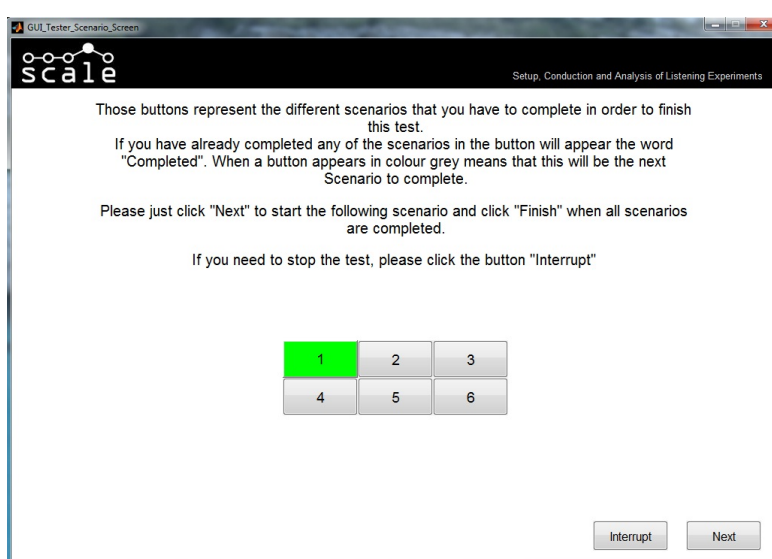 GUI_Tester_Scenario_Screen
scale
Setup, Conduction and Analysis of Listening Experiments
Those buttons represent the different scenarios that you have to complete in order to finish
this test.
If you have already completed any of the scenarios in the button will appear the word
"Completed". When a button appears in colour grey means that this will be the next
Scenario to complete.
Please just click "Next" to start the following scenario and click "Finish" when all scenarios
are completed.
If you need to stop the test, please click the button "Interrupt"
1 2 3
4 5 6
Interrupt Next